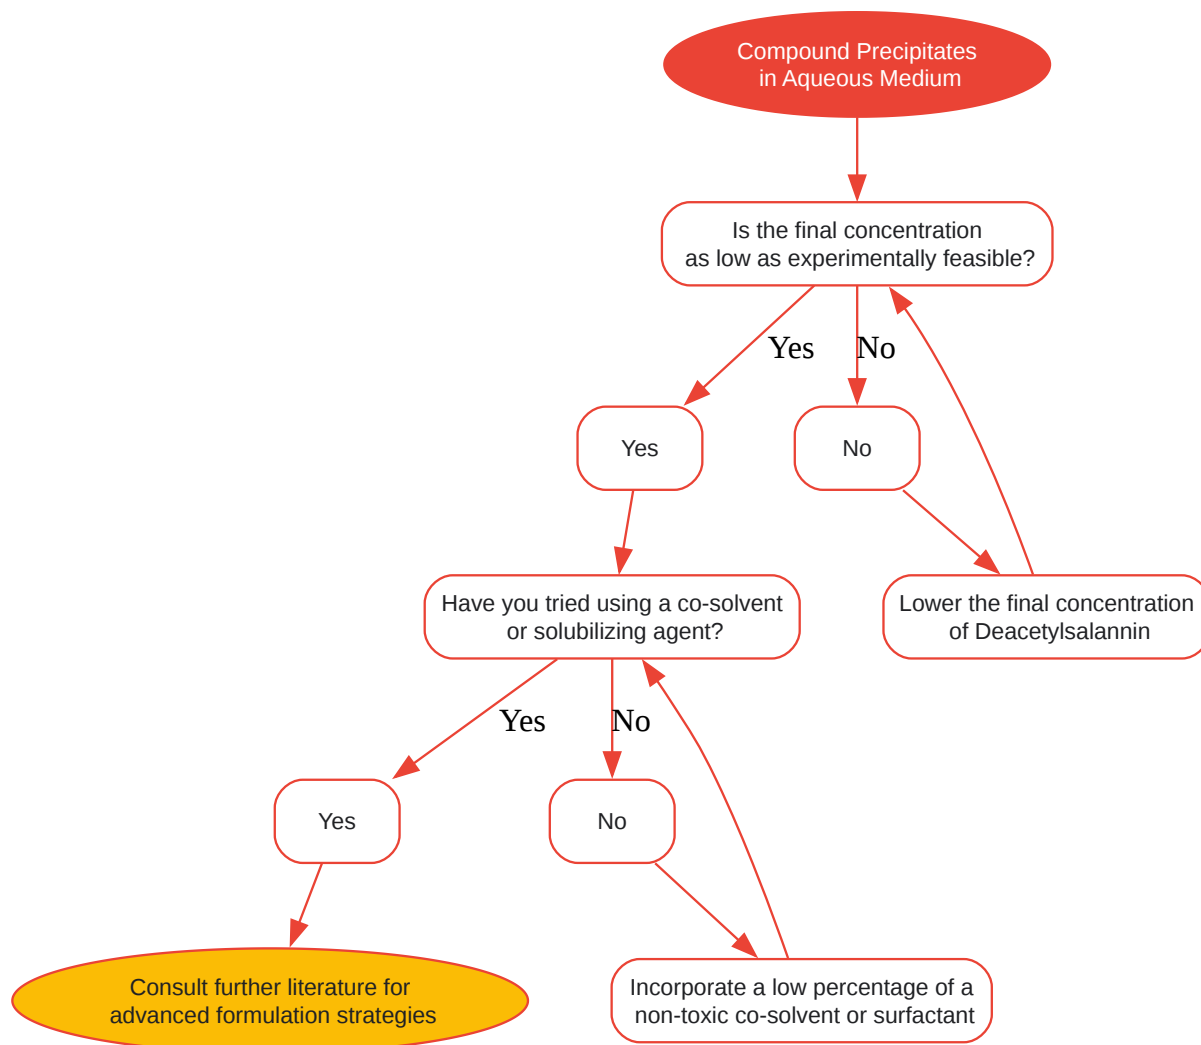 Compound Precipitates
in Aqueous Medium
Is the final concentration
as low as experimentally feasible?
Yes
No
Yes
No
Have you tried using a co-solvent
or solubilizing agent?
Lower the final concentration
of Deacetylsalannin
Yes
No
Yes
No
Consult further literature for
advanced formulation strategies
Incorporate a low percentage of a
non-toxic co-solvent or surfactant